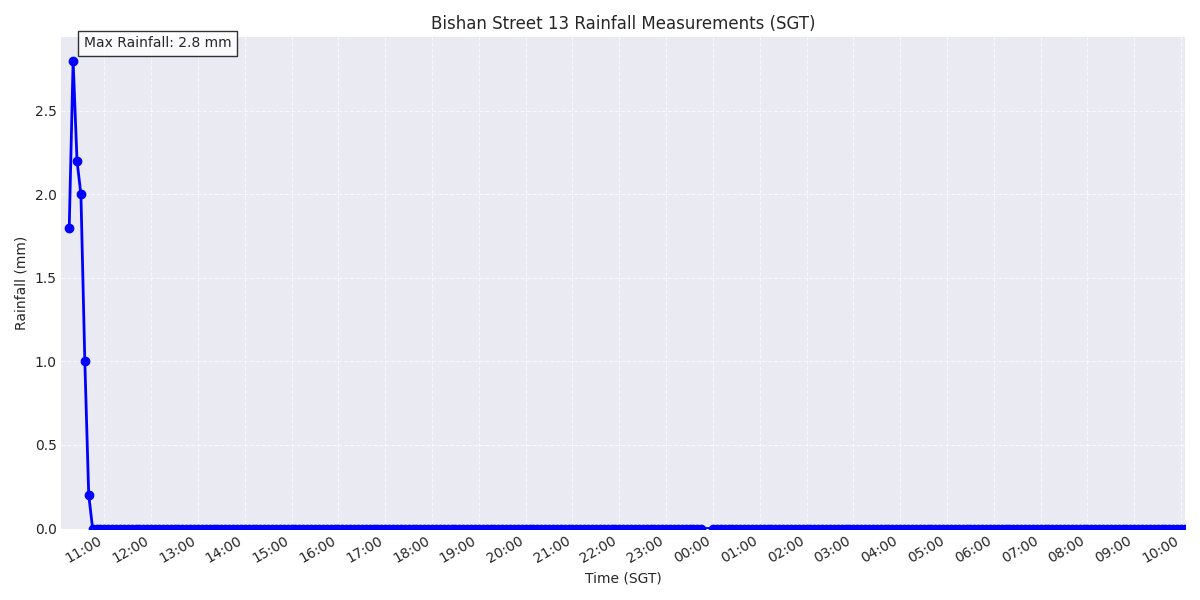 Bishan Street 13 Rainfall Measurements (SGT)
Max Rainfall: 2.8 mm
2.5
2.0
1.5
1.0
0.5
0.0
Rainfall (mm)
11:00 12:00 13:00 14:00 15:00 16:00 17:00 18:00 19:00 20:00 21:00 22:00 23:00 00:00 01:00 02:00 03:00 04:00 05:00 06:00 07:00 08:00 09:00 10:00
Time (SGT)